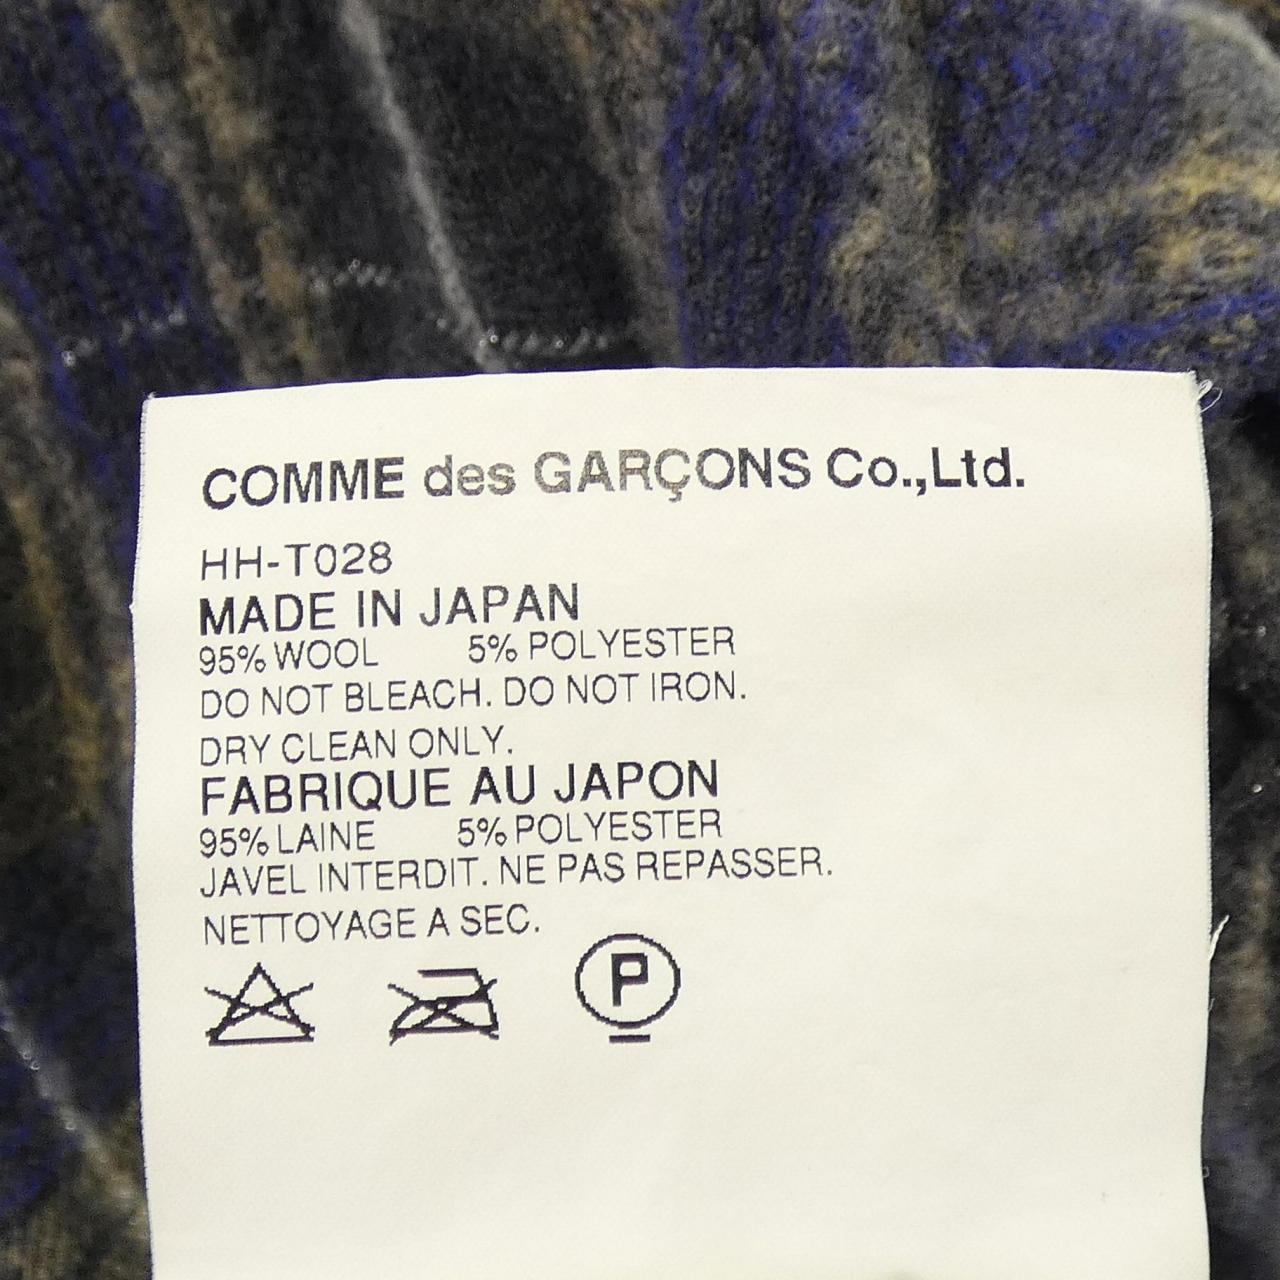 COMME des GARÇONS Co.,Ltd.
HH-T028
MADE IN JAPAN
95% WOOL 5% POLYESTER
DO NOT BLEACH. DO NOT IRON.
DRY CLEAN ONLY.
FABRIQUE AU JAPON
95% LAINE 5% POLYESTER
JAVEL INTERDIT. NE PAS REPASSER.
NETTOYAGE A SEC.
P